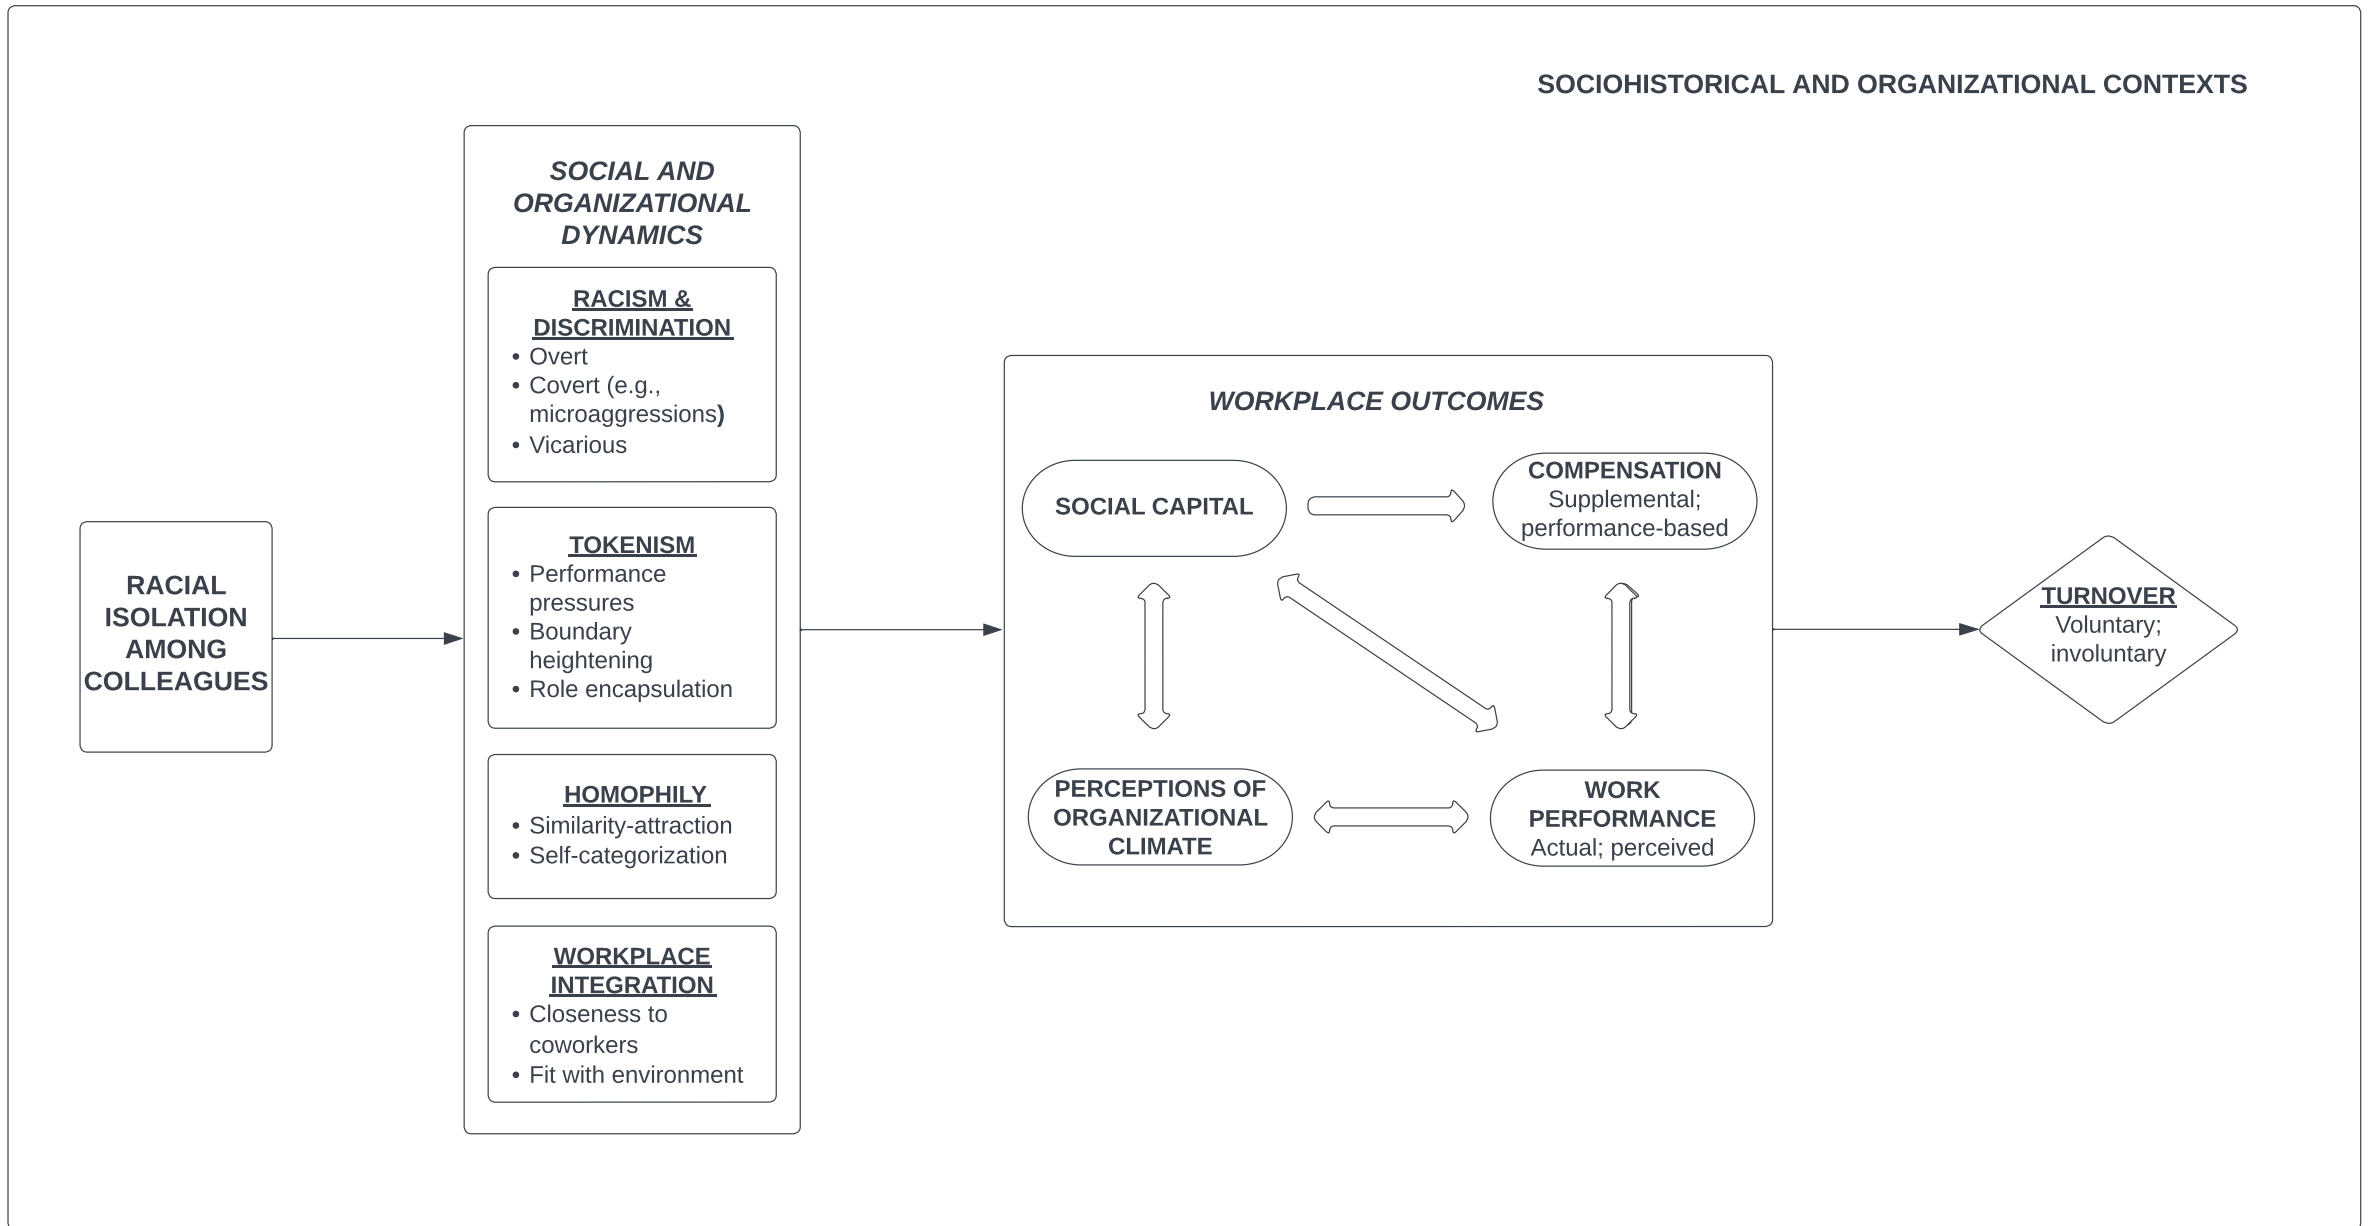 SOCIOHISTORICAL AND ORGANIZATIONAL CONTEXTS
RACIAL
ISOLATION
AMONG
COLLEAGUES
SOCIAL AND
ORGANIZATIONAL
DYNAMICS
RACISM &
DISCRIMINATION
• Overt
• Covert (e.g.,
microaggressions)
• Vicarious
TOKENISM
• Performance
pressures
• Boundary
heightening
• Role encapsulation
HOMOPHILY
• Similarity-attraction
• Self-categorization
WORKPLACE
INTEGRATION
• Closeness to
coworkers
• Fit with environment
WORKPLACE OUTCOMES
SOCIAL CAPITAL
COMPENSATION
Supplemental;
performance-based
PERCEPTIONS OF
ORGANIZATIONAL
CLIMATE
WORK
PERFORMANCE
Actual; perceived
TURNOVER
Voluntary;
involuntary